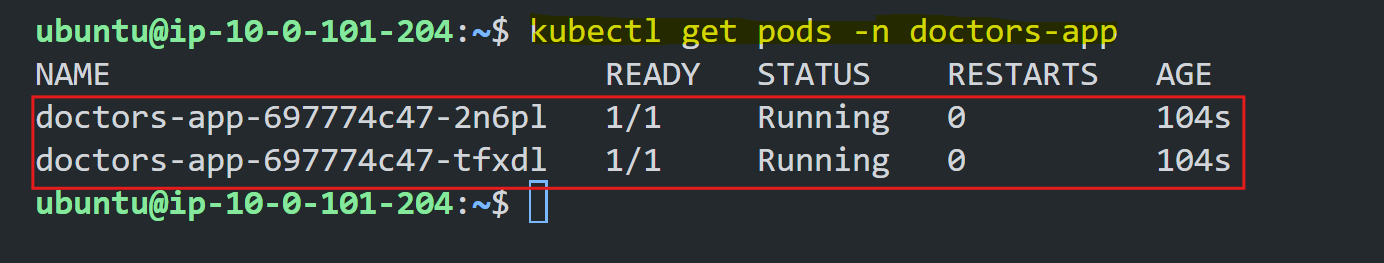 ubuntu@ip-10-0-101-204:~$ kubectl get pods -n doctors-app
NAME READY STATUS RESTARTS AGE
doctors-app-697774c47-2n6pl 1/1 Running 0 104s
doctors-app-697774c47-tfxdl 1/1 Running 0 104s
ubuntu@ip-10-0-101-204:~$